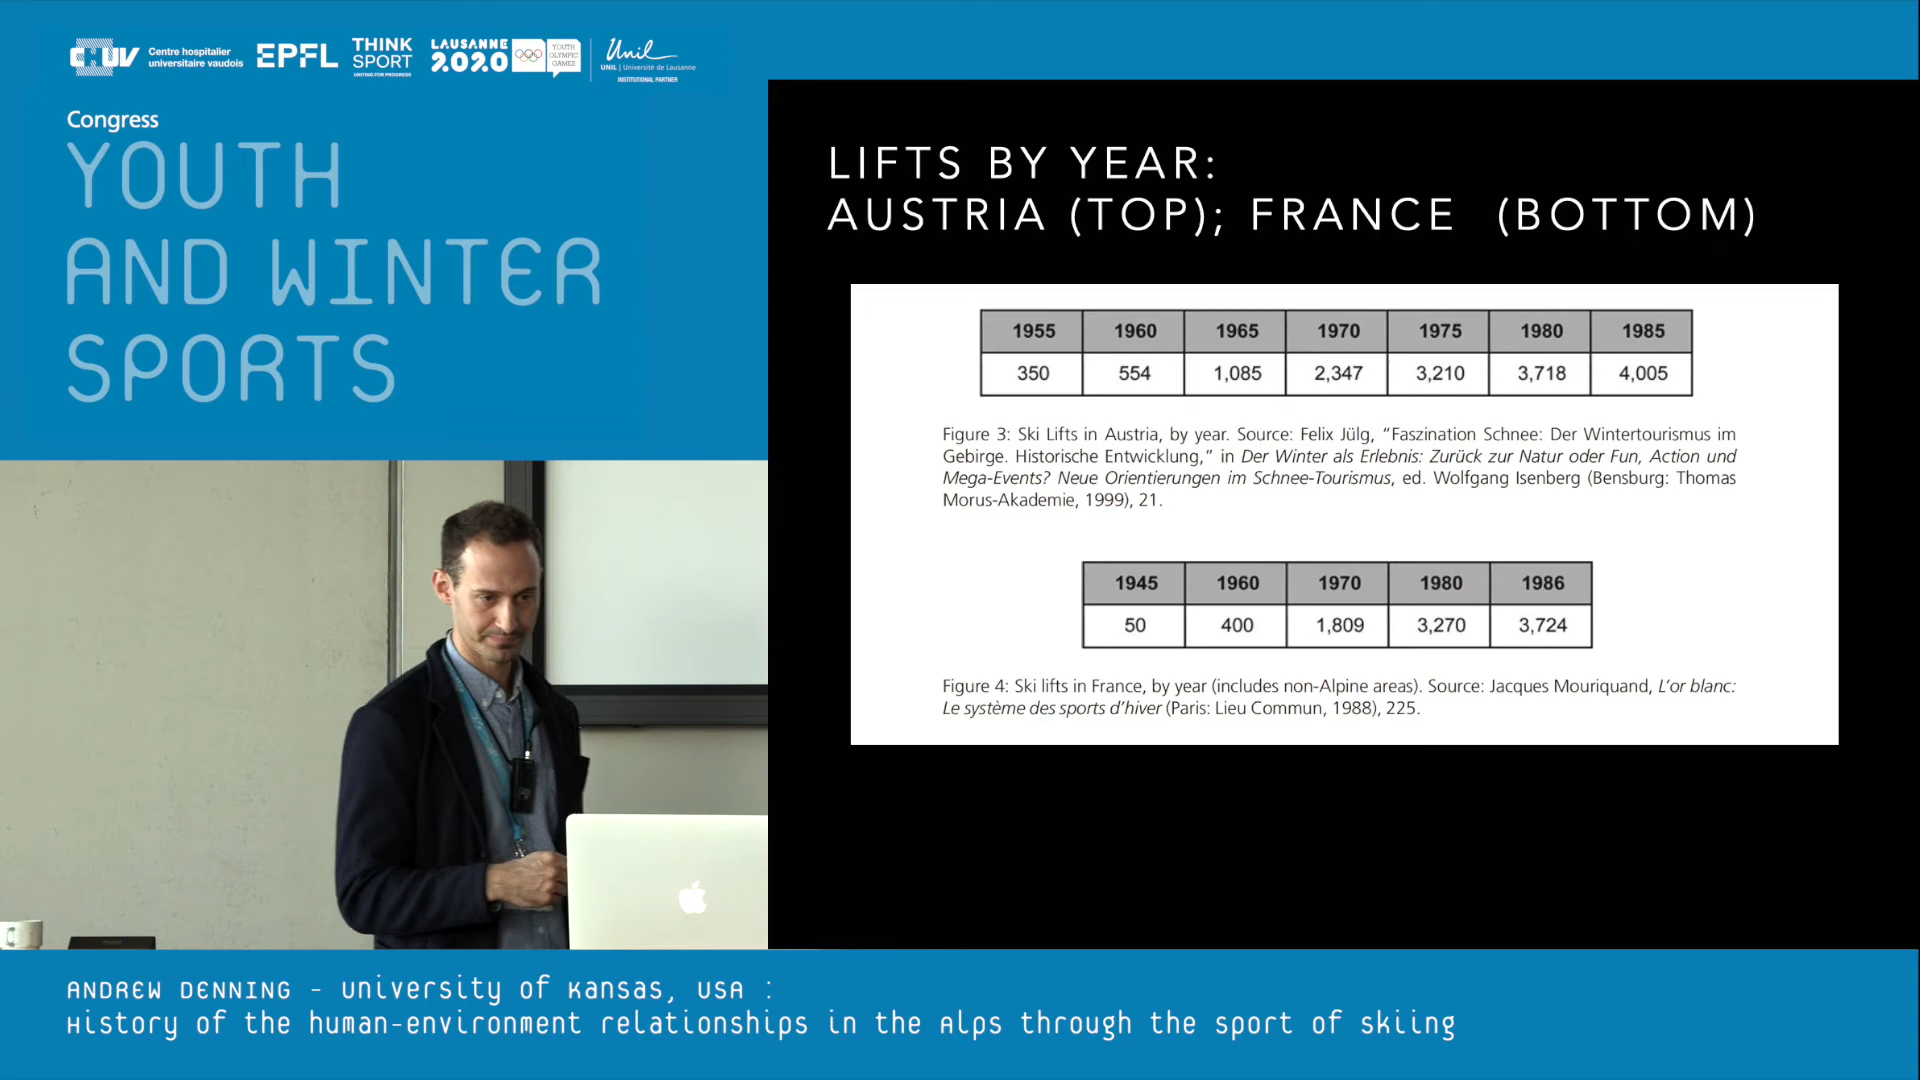 CHUV
Centre hospitalier
universitaire vaudois
EPFL
THINK
SPORT
UNITING FOR PROGRESS
LAUSANNE
2020
YOUTH
OLYMPIC
GAMES
Unil
UNIL | Université de Lausanne
INSTITUTIONAL PARTNER
Congress
YOUTH
AND WINTER
SPORTS
LIFTS BY YEAR:
AUSTRIA (TOP); FRANCE (BOTTOM)
1955 1960 1965 1970 1975 1980 1985
350 554 1,085 2,347 3,210 3,718 4,005
Figure 3: Ski Lifts in Austria, by year. Source: Felix Jülg, “Faszination Schnee: Der Wintertourismus im
Gebirge. Historische Entwicklung,” in Der Winter als Erlebnis: Zurück zur Natur oder Fun, Action und
Mega-Events? Neue Orientierungen im Schnee-Tourismus, ed. Wolfgang Isenberg (Bensburg: Thomas
Morus-Akademie, 1999), 21.
1945 1960 1970 1980 1986
50 400 1,809 3,270 3,724
Figure 4: Ski lifts in France, by year (includes non-Alpine areas). Source: Jacques Mouriquand, L’or blanc:
Le système des sports d’hiver (Paris: Lieu Commun, 1988), 225.
ANDREW DENNING - University of Kansas, USA :
History of the human-environment relationships in the Alps through the sport of skiing